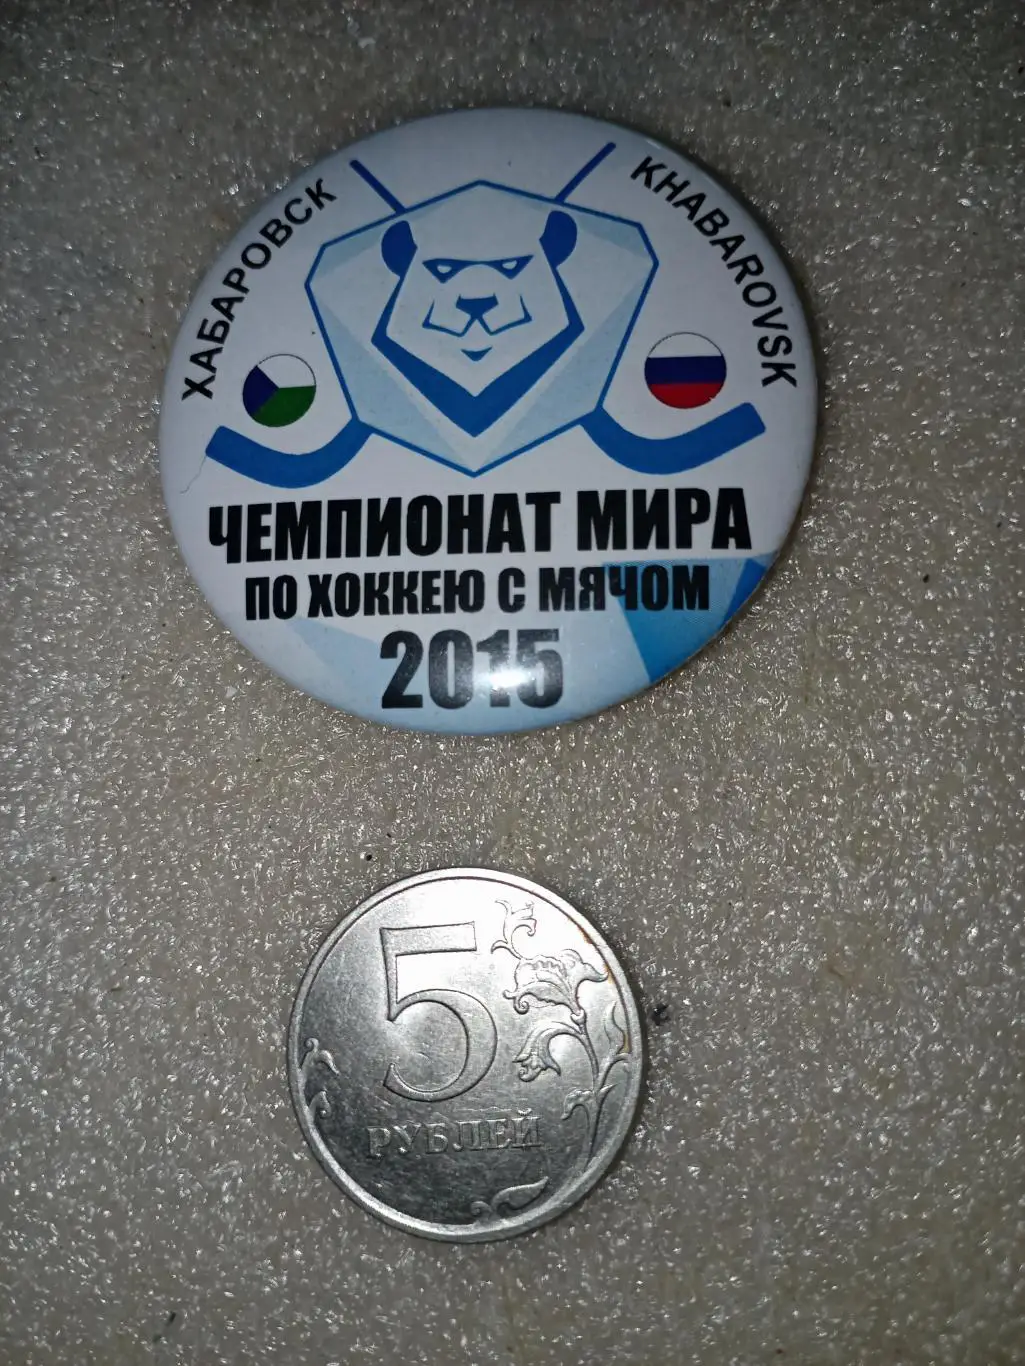 ХАБАРОВСК
KHABAROVSK
ЧЕМПИОНАТ МИРА
ПО ХОККЕЮ С МЯЧОМ
2015
5
РУБЛЕЙ